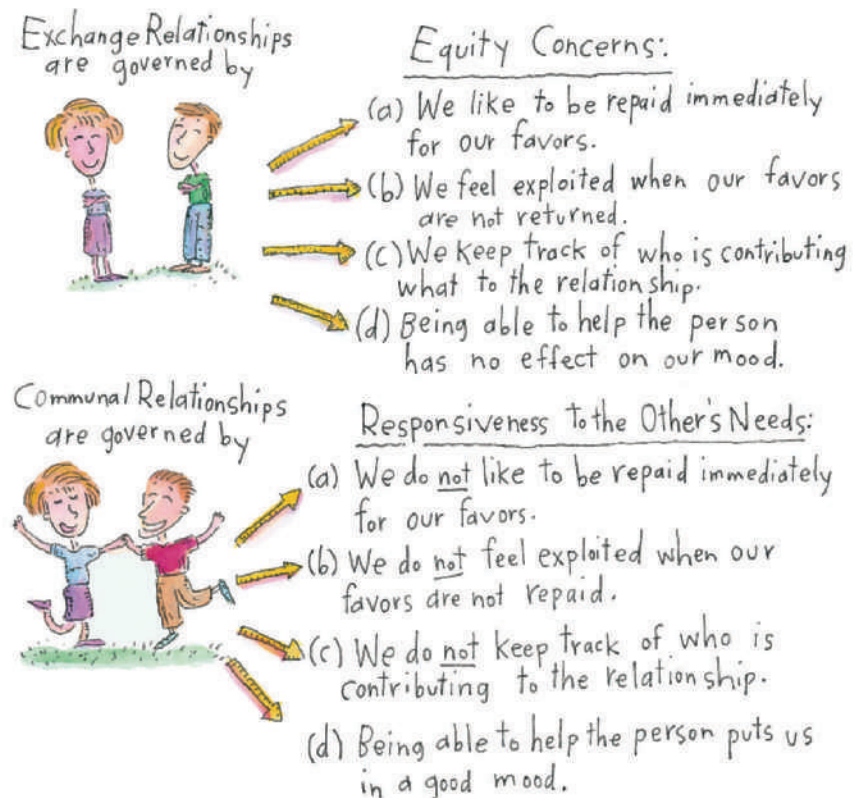 Exchange Relationships
are governed by
Equity Concerns:
(a) We like to be repaid immediately
for our favors.
(b) We feel exploited when our favors
are not returned.
(c) We keep track of who is contributing
what to the relationship.
(d) Being able to help the person
has no effect on our mood.
Communal Relationships
are governed by
Responsiveness to the Other's Needs:
(a) We do not like to be repaid immediately
for our favors.
(b) We do not feel exploited when our
favors are not repaid.
(c) We do not keep track of who is
contributing to the relationship.
(d) Being able to help the person puts us
in a good mood.